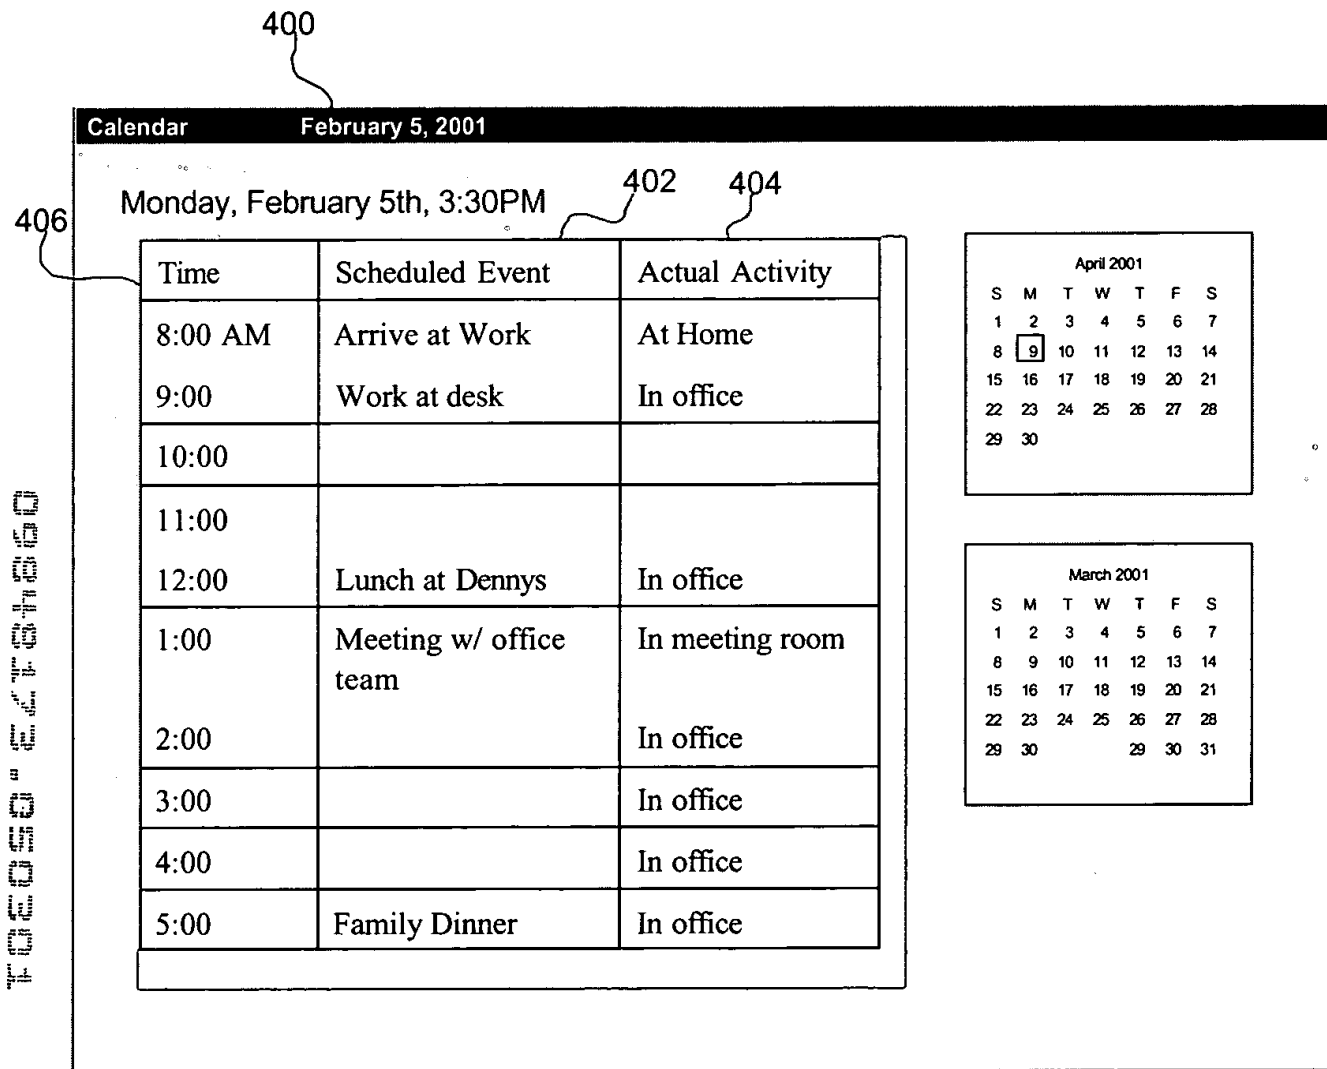 400
Calendar February 5, 2001
Monday, February 5th, 3:30PM
402
404
406
Time Scheduled Event Actual Activity
8:00 AM Arrive at Work At Home
9:00 Work at desk In office
10:00
11:00
12:00 Lunch at Dennys In office
1:00 Meeting w/ office In meeting room
team
2:00 In office
3:00 In office
4:00 In office
5:00 Family Dinner In office
April 2001
S M T W T F S
1 2 3 4 5 6 7
8 9 10 11 12 13 14
15 16 17 18 19 20 21
22 23 24 25 26 27 28
29 30
March 2001
S M T W T F S
1 2 3 4 5 6 7
8 9 10 11 12 13 14
15 16 17 18 19 20 21
22 23 24 25 26 27 28
29 30 29 30 31